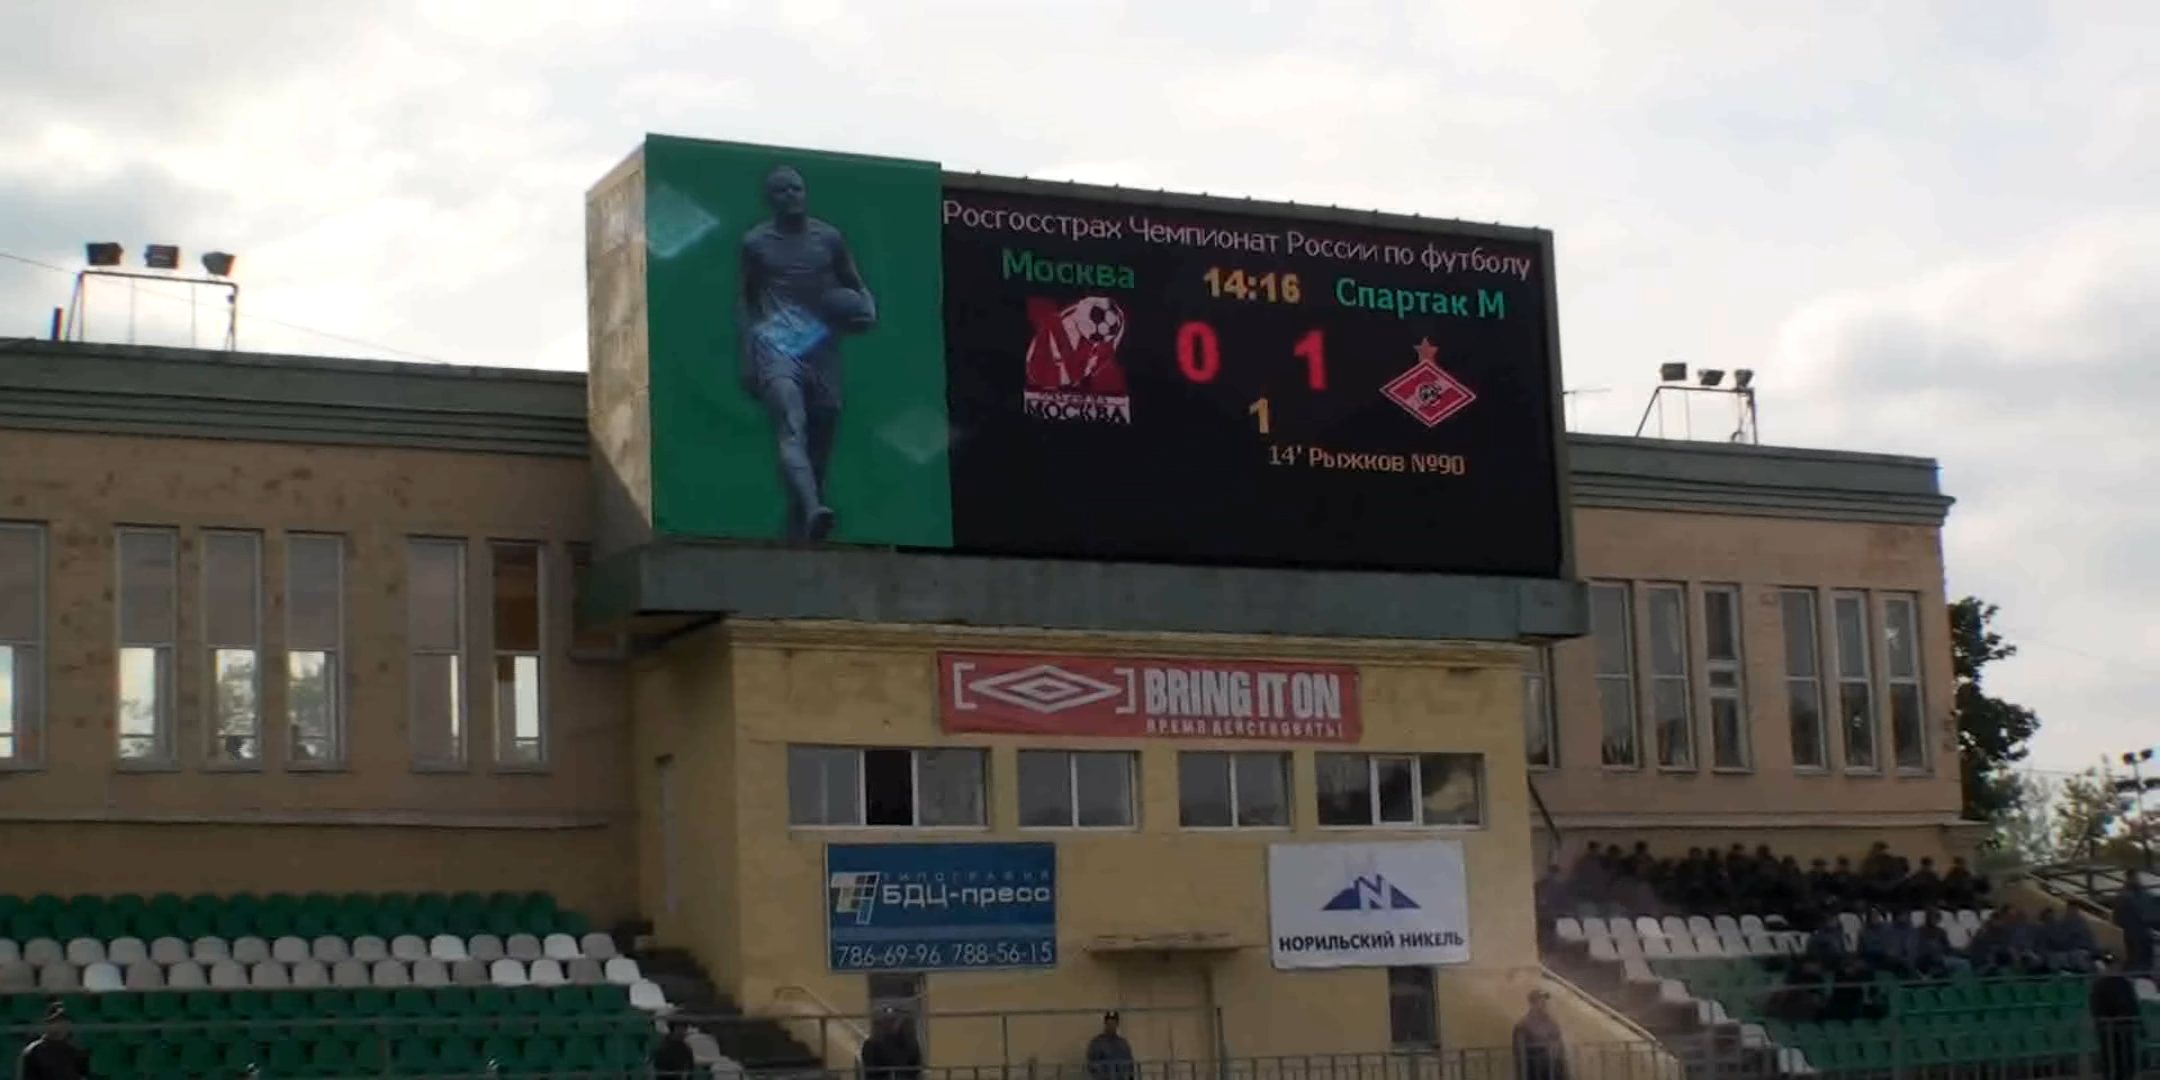 Росгосстрах Чемпионат России по футболу
Москва 14:16 Спартак М
МОСКВА
0 1
1
14' Рыжков №90
BRING IT ON
ВРЕМЯ ДЕЙСТВОВАТЬ!
ТИПОГРАФИЯ
БДЦ-пресс
786-69-96 788-56-15
N
НОРИЛЬСКИЙ НИКЕЛЬ